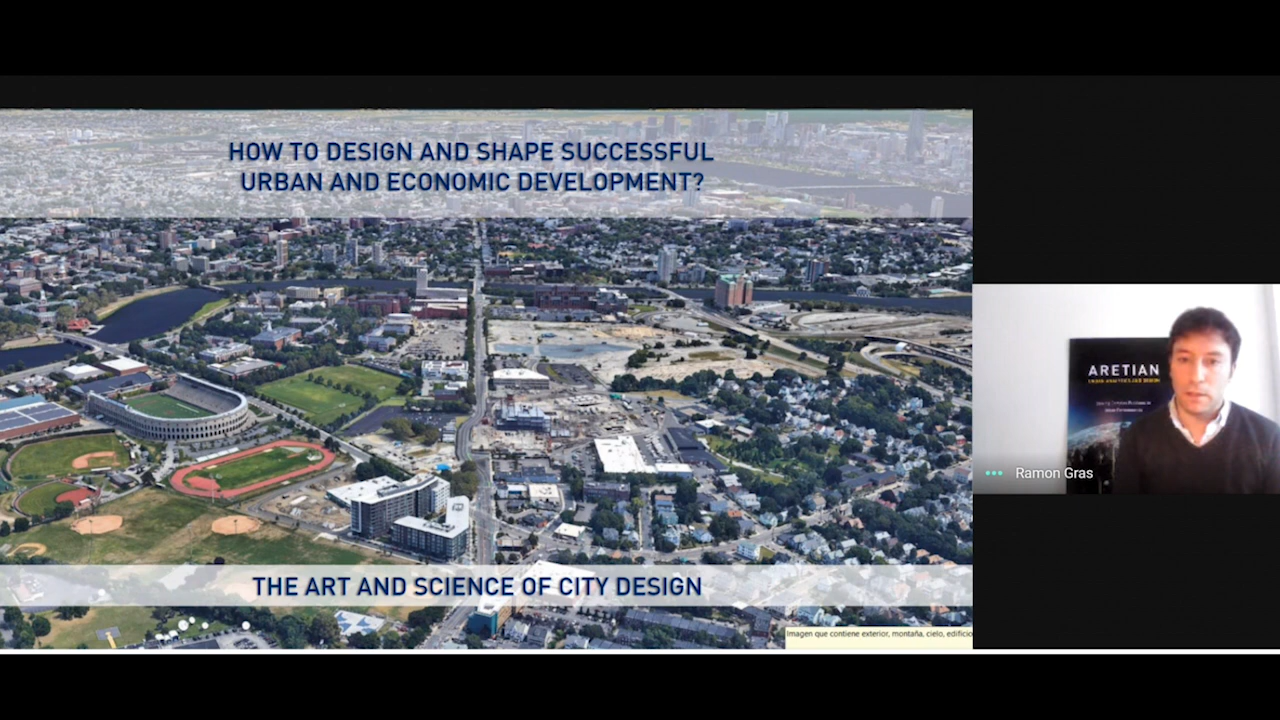 HOW TO DESIGN AND SHAPE SUCCESSFUL
URBAN AND ECONOMIC DEVELOPMENT?
THE ART AND SCIENCE OF CITY DESIGN
Imagen que contiene exterior, montaña, cielo, edificio
ARETIAN
Ramon Gras